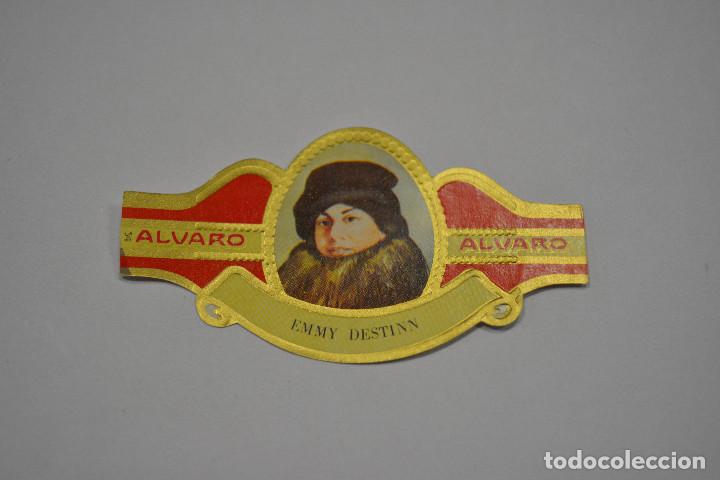 ALVARO
ALVARO
EMMY DESTINN
todocoleccion